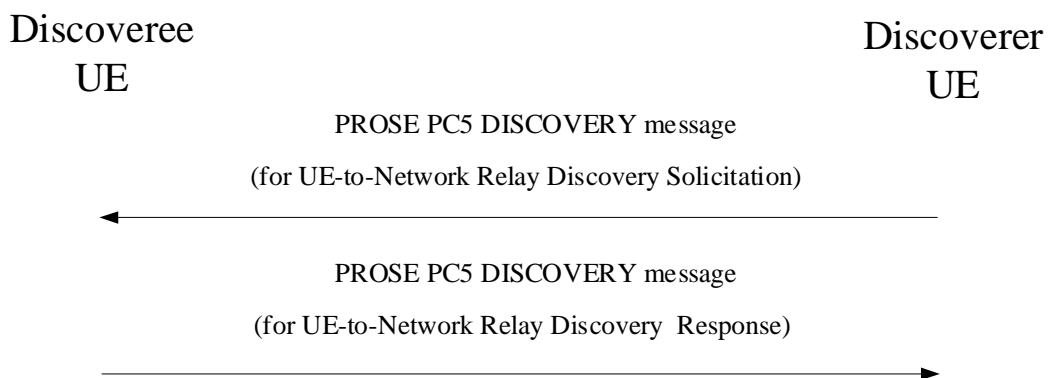 Discoveree
UE
Discoverer
UE
PROSE PC5 DISCOVERY message
(for UE-to-Network Relay Discovery Solicitation)
PROSE PC5 DISCOVERY message
(for UE-to-Network Relay Discovery  Response)